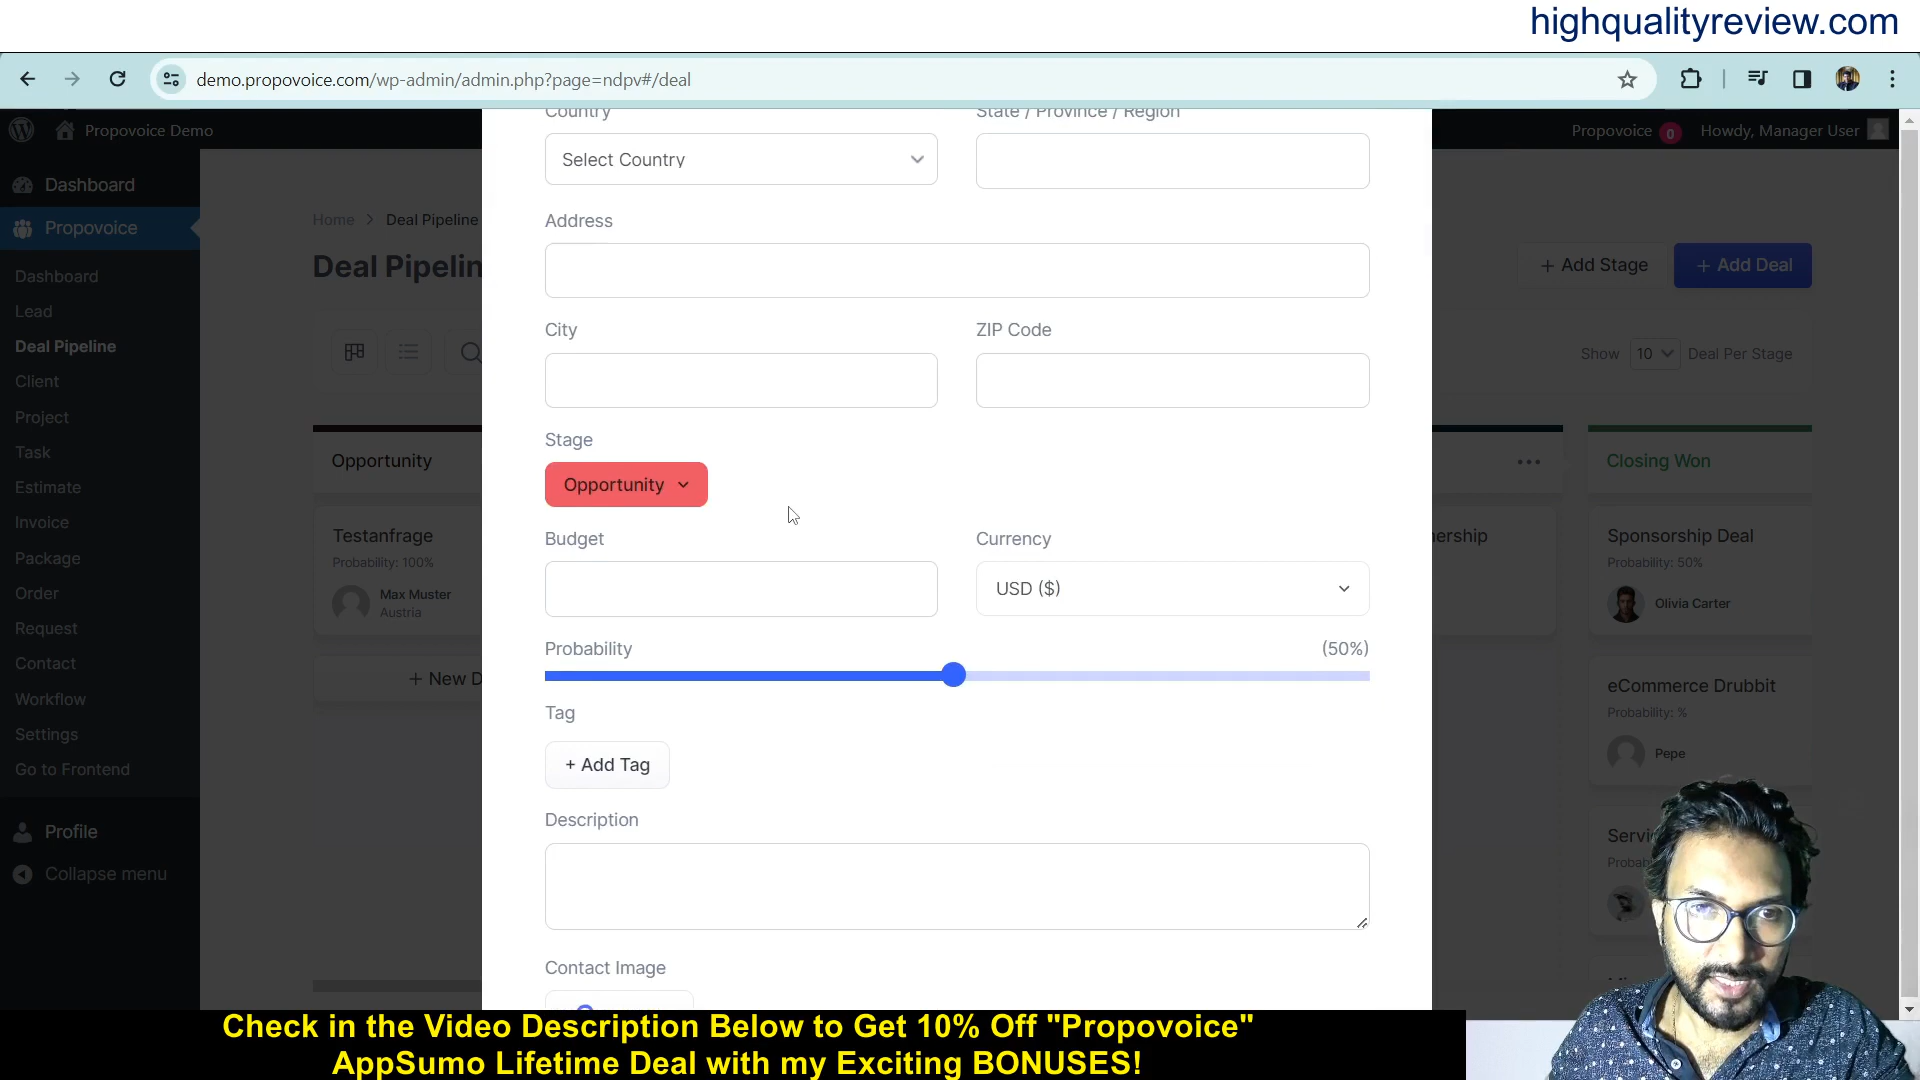 highqualityreview.com
demo.propovoice.com/wp-admin/admin.php?page=ndpv#/deal
Propovoice Demo
Propovoice 0
Howdy, Manager User
Dashboard
Propovoice
Dashboard
Lead
Deal Pipeline
Client
Project
Task
Estimate
Invoice
Package
Order
Request
Contact
Workflow
Settings
Go to Frontend
Profile
Collapse menu
Home > Deal Pipeline
Deal Pipelin
Opportunity
Testanfrage
Probability: 100%
Max Muster
Austria
+ New D
Country
State / Province / Region
Select Country
Address
City
ZIP Code
Stage
Opportunity
Budget
Currency
USD ($)
Probability
(50%)
Tag
+ Add Tag
Description
Contact Image
+ Add Stage
+ Add Deal
Show 10 Deal Per Stage
Closing Won
ership
Sponsorship Deal
Probability: 50%
Olivia Carter
eCommerce Drubbit
Probability: %
Pepe
Servi
Probab
Check in the Video Description Below to Get 10% Off "Propovoice"
AppSumo Lifetime Deal with my Exciting BONUSES!